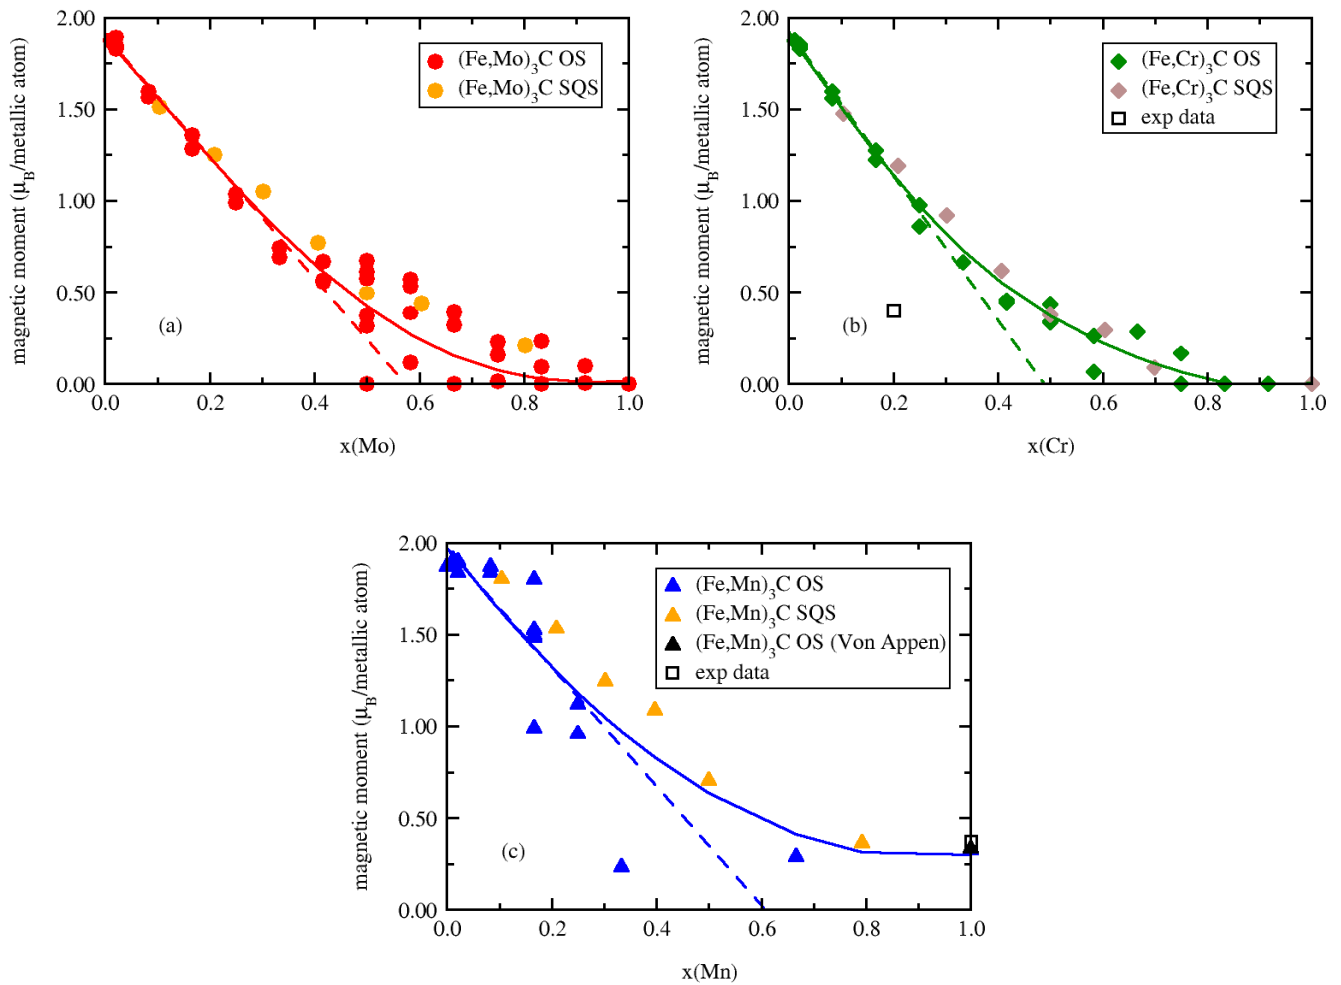 2.00
1.50
1.00
0.50
0.00
magnetic moment (μB/metallic atom)
(Fe,Mo)3C OS
(Fe,Mo)3C SQS
(a)
0.0 0.2 0.4 0.6 0.8 1.0
x(Mo)
2.00
1.50
1.00
0.50
0.00
magnetic moment (μB/metallic atom)
(Fe,Cr)3C OS
(Fe,Cr)3C SQS
exp data
(b)
0.0 0.2 0.4 0.6 0.8 1.0
x(Cr)
2.00
1.50
1.00
0.50
0.00
magnetic moment (μB/metallic atom)
(Fe,Mn)3C OS
(Fe,Mn)3C SQS
(Fe,Mn)3C OS (Von Appen)
exp data
(c)
0.0 0.2 0.4 0.6 0.8 1.0
x(Mn)